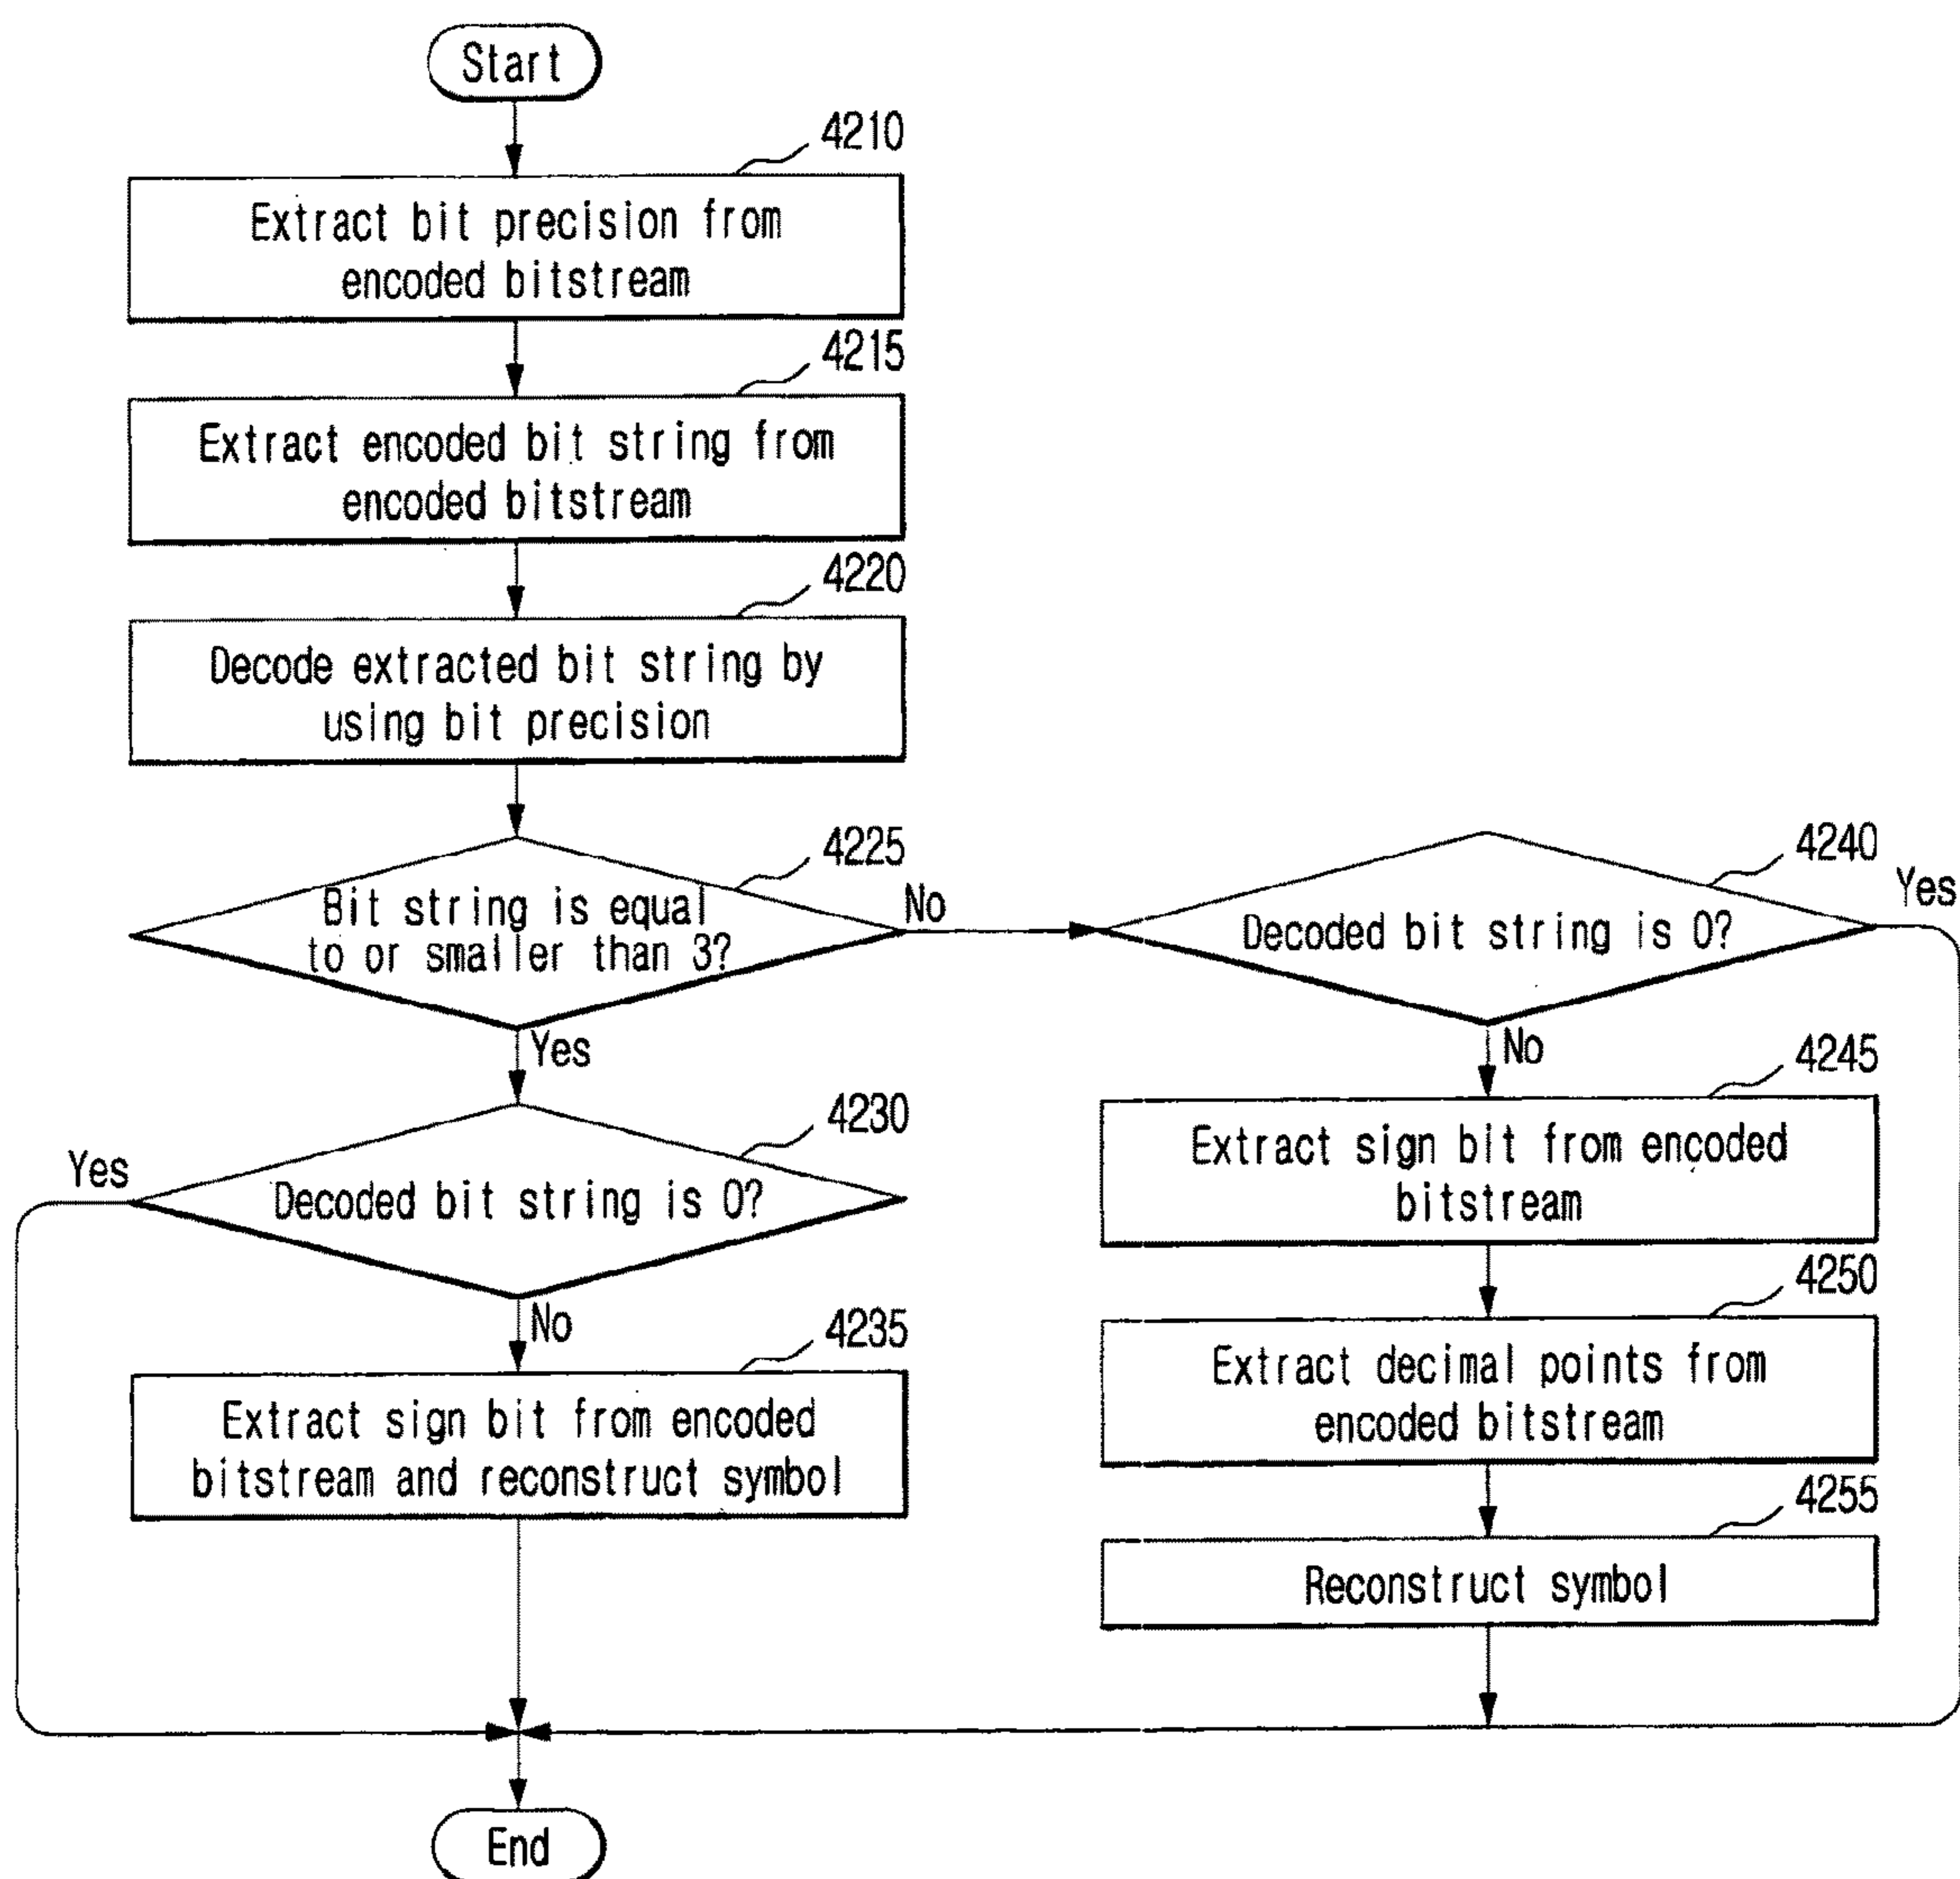 Start
4210
Extract bit precision from
encoded bitstream
4215
Extract encoded bit string from
encoded bitstream
4220
Decode extracted bit string by
using bit precision
4225
Bit string is equal
to or smaller than 3?
No
Yes
4230
Decoded bit string is 0?
Yes
No
4235
Extract sign bit from encoded
bitstream and reconstruct symbol
4240
Decoded bit string is 0?
Yes
No
4245
Extract sign bit from encoded
bitstream
4250
Extract decimal points from
encoded bitstream
4255
Reconstruct symbol
End